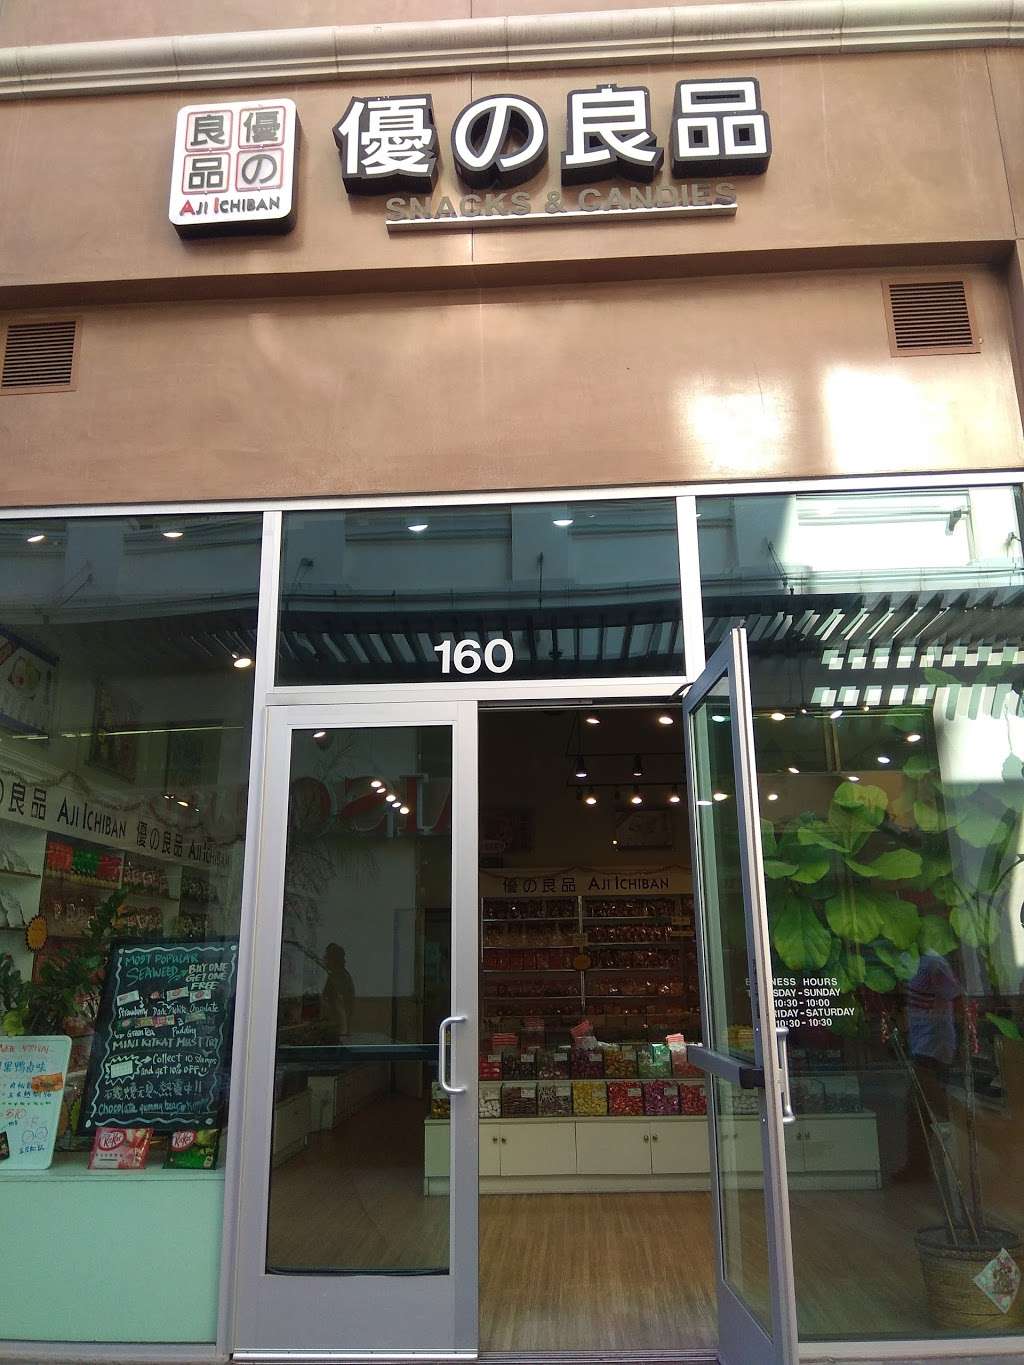 優の良品
AJI ICHIBAN
優の良品
SNACKS & CANDIES
160
の良品 AJI ICHIBAN 優の良品 AJI ICHIBAN
優の良品 AJI ICHIBAN
MOST POPULAR
SEAWEED
BUY ONE
GET ONE
FREE
Strawberry Dark White Chocolate
Green Tea Pudding
MINI KITKAT MUST TRY
Collect 10 stamps
and get 10% OFF!!
Chocolate gummy bear
KitKat
NESS HOURS
SDAY - SUNDAY
10:30 - 10:00
RIDAY - SATURDAY
10:30 - 10:30